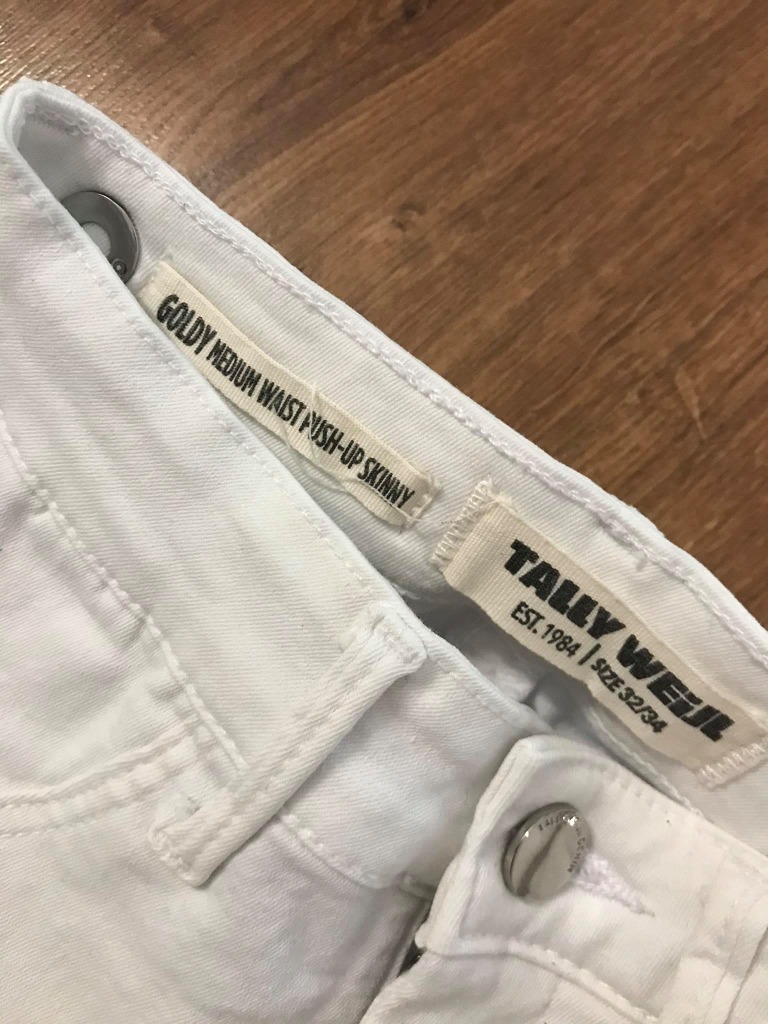 GOLDY MEDIUM WAIST PUSH-UP SKINNY
TALLY WEiJL
EST. 1984 | SIZE 32/34